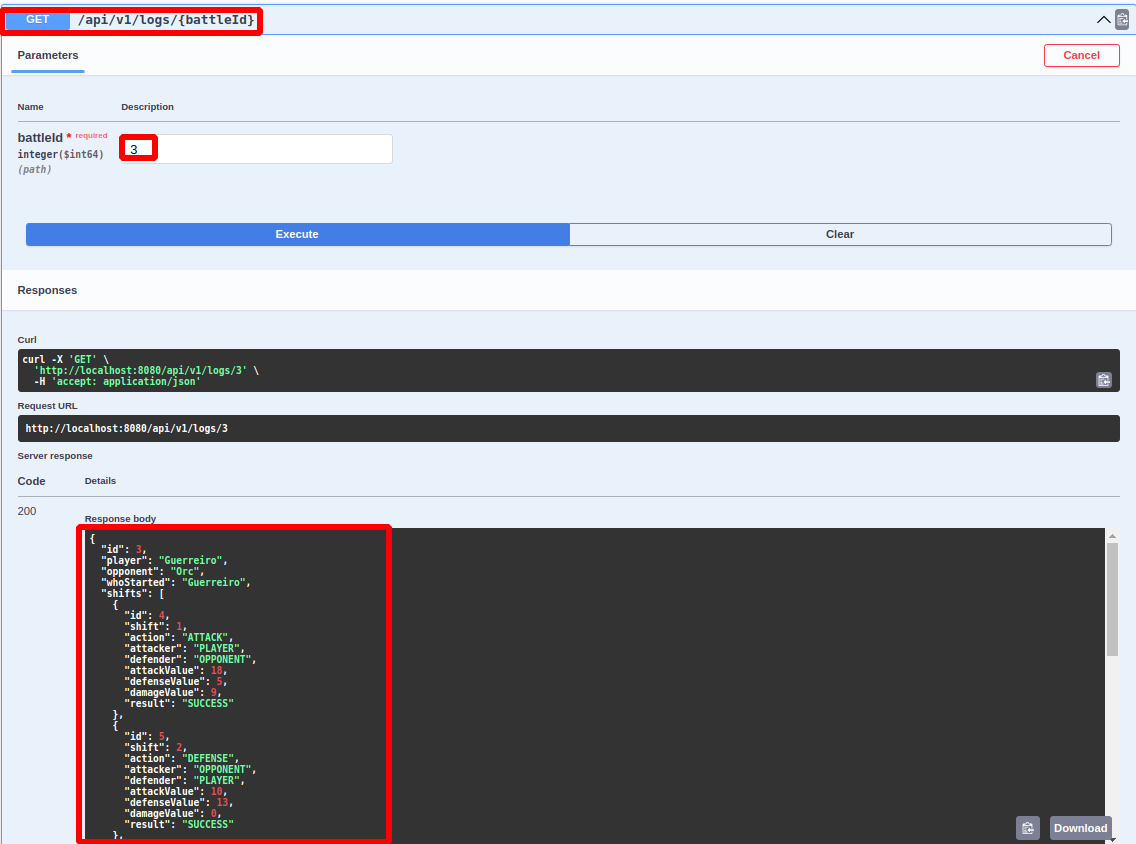 GET /api/v1/logs/{battleId}
Parameters
Cancel
Name Description
battleId * required
integer($int64)
(path)
3
Execute Clear
Responses
Curl
curl -X 'GET' \
'http://localhost:8080/api/v1/logs/3' \
-H 'accept: application/json'
Request URL
http://localhost:8080/api/v1/logs/3
Server response
Code Details
200
Response body
{
"id": 3,
"player": "Guerreiro",
"opponent": "Orc",
"whoStarted": "Guerreiro",
"shifts": [
{
"id": 4,
"shift": 1,
"action": "ATTACK",
"attacker": "PLAYER",
"defender": "OPPONENT",
"attackValue": 18,
"defenseValue": 5,
"damageValue": 9,
"result": "SUCCESS"
},
{
"id": 5,
"shift": 2,
"action": "DEFENSE",
"attacker": "OPPONENT",
"defender": "PLAYER",
"attackValue": 10,
"defenseValue": 13,
"damageValue": 0,
"result": "SUCCESS"
},
Download